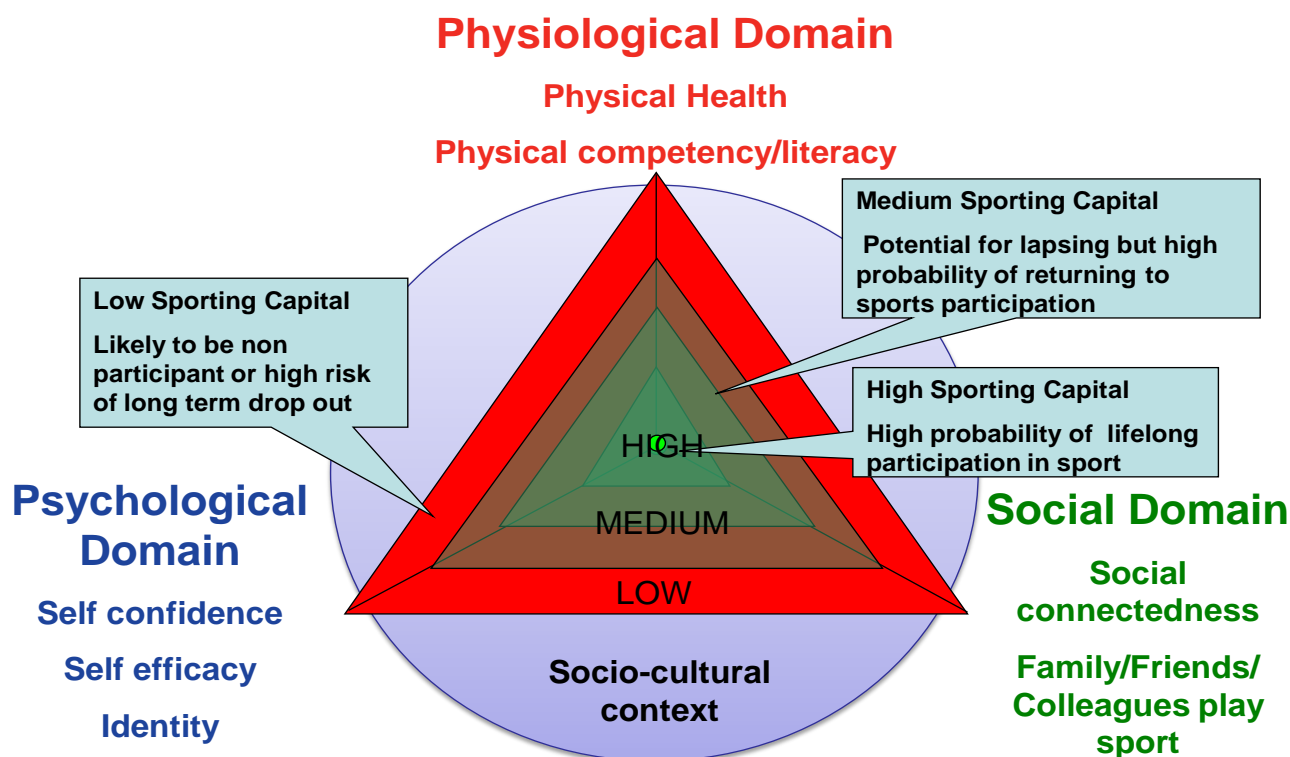 Physiological Domain
Physical Health
Physical competency/literacy
Medium Sporting Capital
Potential for lapsing but high
probability of returning to
sports participation
Low Sporting Capital
Likely to be non
participant or high risk
of long term drop out
High Sporting Capital
High probability of lifelong
participation in sport
HIGH
MEDIUM
LOW
Psychological
Domain
Self confidence
Self efficacy
Identity
Social Domain
Social
connectedness
Family/Friends/
Colleagues play
sport
Socio-cultural
context